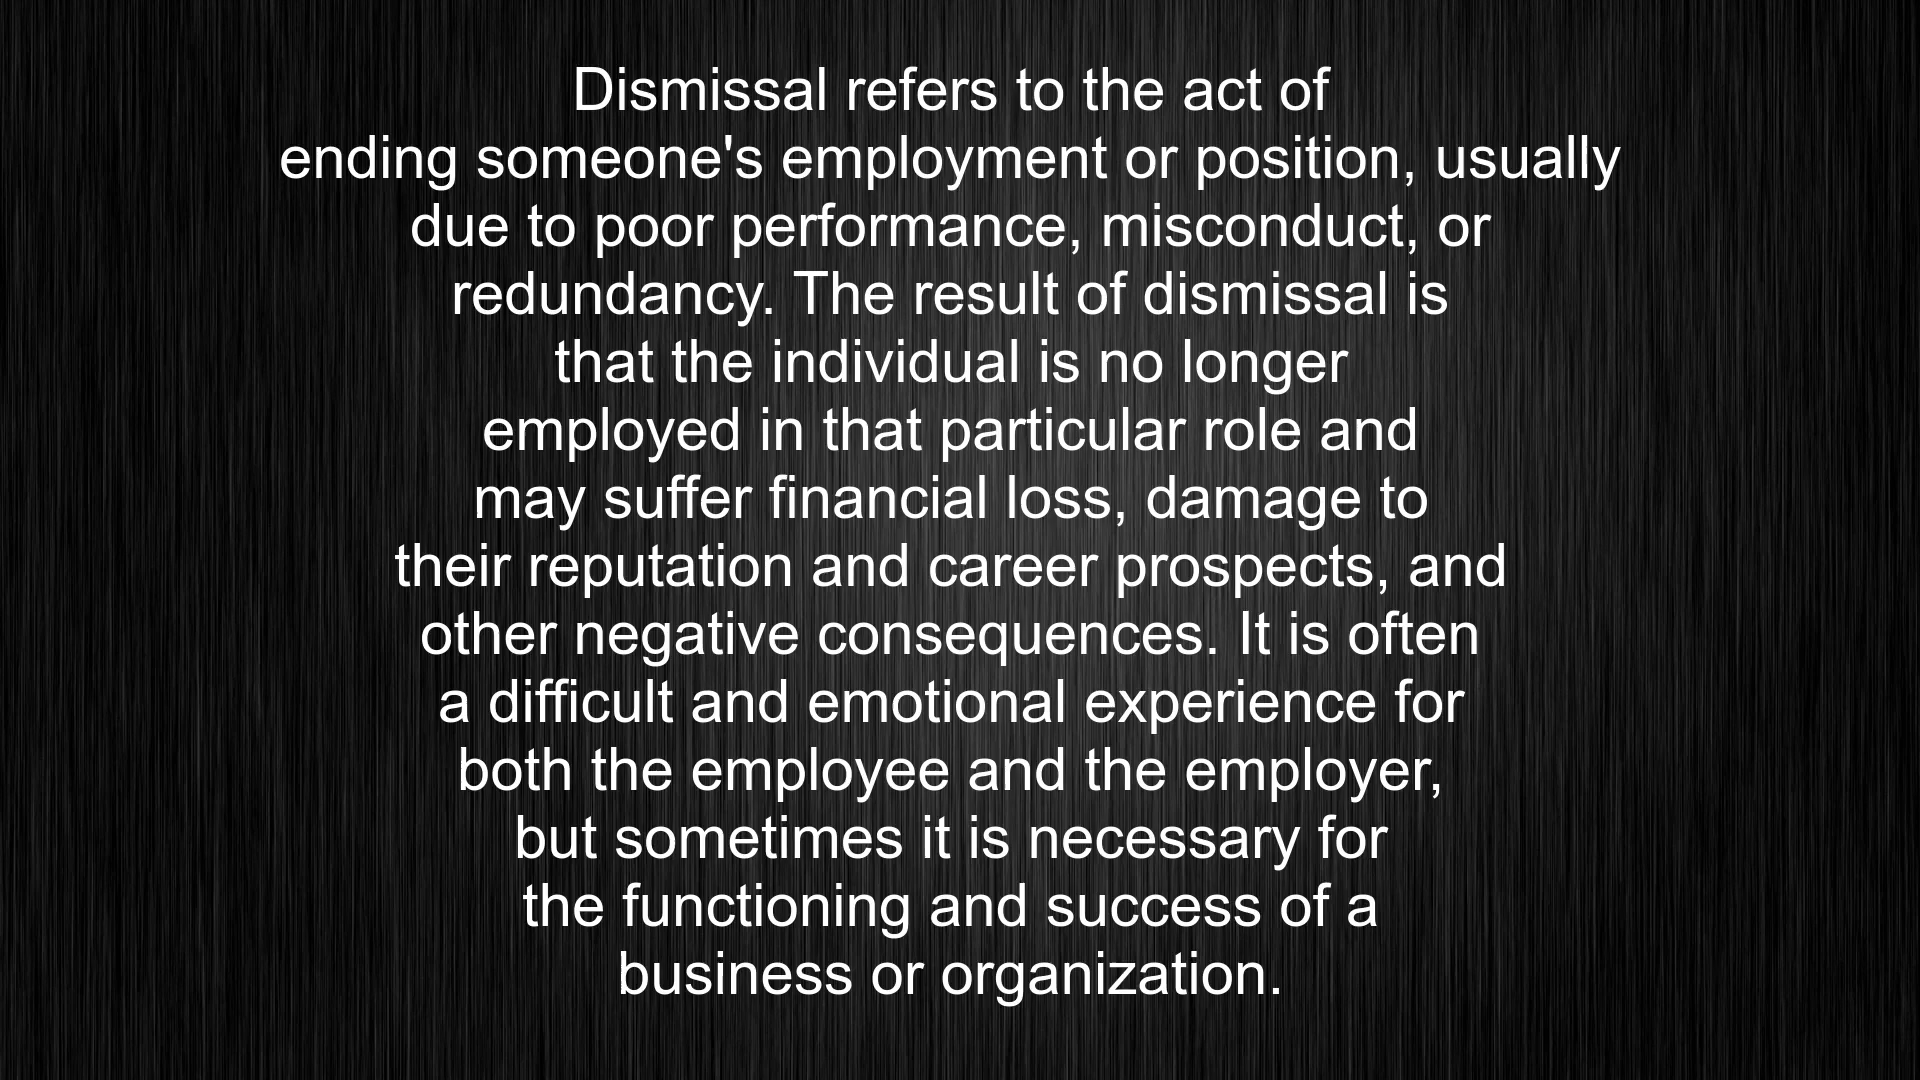 Dismissal refers to the act of
ending someone's employment or position, usually
due to poor performance, misconduct, or
redundancy. The result of dismissal is
that the individual is no longer
employed in that particular role and
may suffer financial loss, damage to
their reputation and career prospects, and
other negative consequences. It is often
a difficult and emotional experience for
both the employee and the employer,
but sometimes it is necessary for
the functioning and success of a
business or organization.